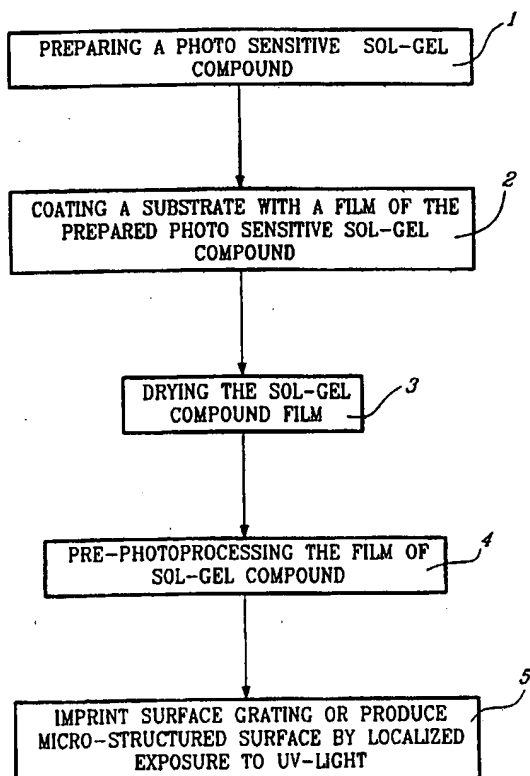 1
PREPARING A PHOTO SENSITIVE SOL-GEL
COMPOUND
2
COATING A SUBSTRATE WITH A FILM OF THE
PREPARED PHOTO SENSITIVE SOL-GEL
COMPOUND
3
DRYING THE SOL-GEL
COMPOUND FILM
4
PRE-PHOTOPROCESSING THE FILM OF
SOL-GEL COMPOUND
5
IMPRINT SURFACE GRATING OR PRODUCE
MICRO-STRUCTURED SURFACE BY LOCALIZED
EXPOSURE TO UV-LIGHT